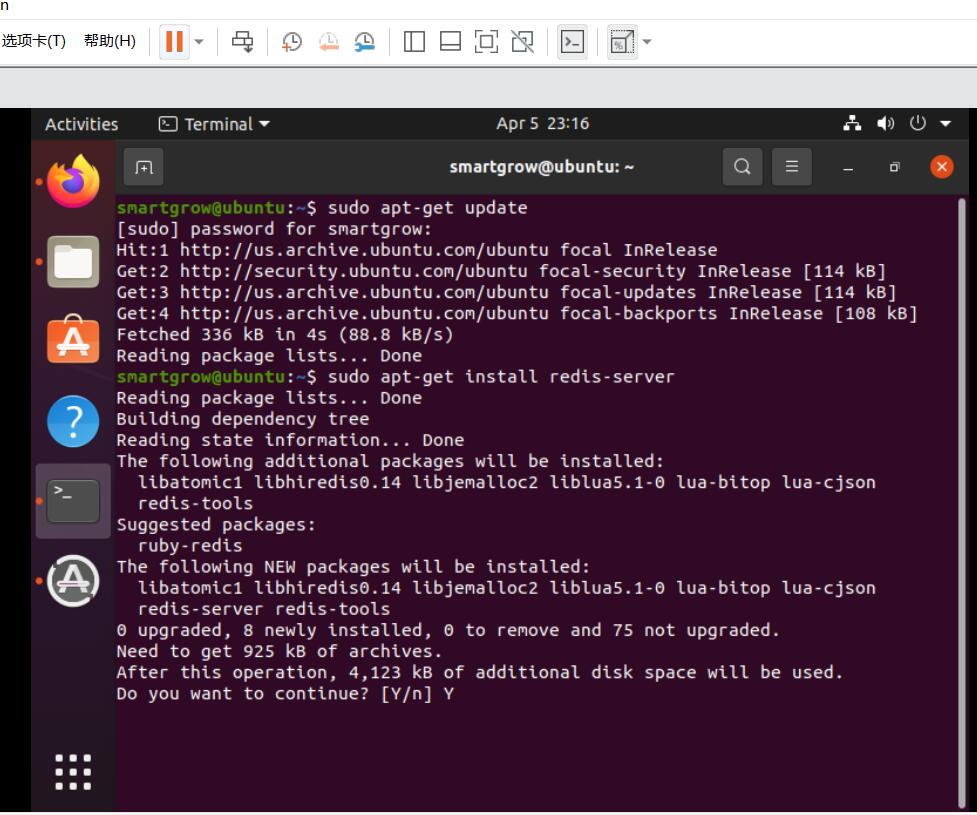 n
选项卡(T) 帮助(H)
Activities Terminal Apr 5 23:16
smartgrow@ubuntu: ~
smartgrow@ubuntu:~$ sudo apt-get update
[sudo] password for smartgrow:
Hit:1 http://us.archive.ubuntu.com/ubuntu focal InRelease
Get:2 http://security.ubuntu.com/ubuntu focal-security InRelease [114 kB]
Get:3 http://us.archive.ubuntu.com/ubuntu focal-updates InRelease [114 kB]
Get:4 http://us.archive.ubuntu.com/ubuntu focal-backports InRelease [108 kB]
Fetched 336 kB in 4s (88.8 kB/s)
Reading package lists... Done
smartgrow@ubuntu:~$ sudo apt-get install redis-server
Reading package lists... Done
Building dependency tree
Reading state information... Done
The following additional packages will be installed:
  libatomic1 libhiredis0.14 libjemalloc2 liblua5.1-0 lua-bitop lua-cjson
  redis-tools
Suggested packages:
  ruby-redis
The following NEW packages will be installed:
  libatomic1 libhiredis0.14 libjemalloc2 liblua5.1-0 lua-bitop lua-cjson
  redis-server redis-tools
0 upgraded, 8 newly installed, 0 to remove and 75 not upgraded.
Need to get 925 kB of archives.
After this operation, 4,123 kB of additional disk space will be used.
Do you want to continue? [Y/n] Y